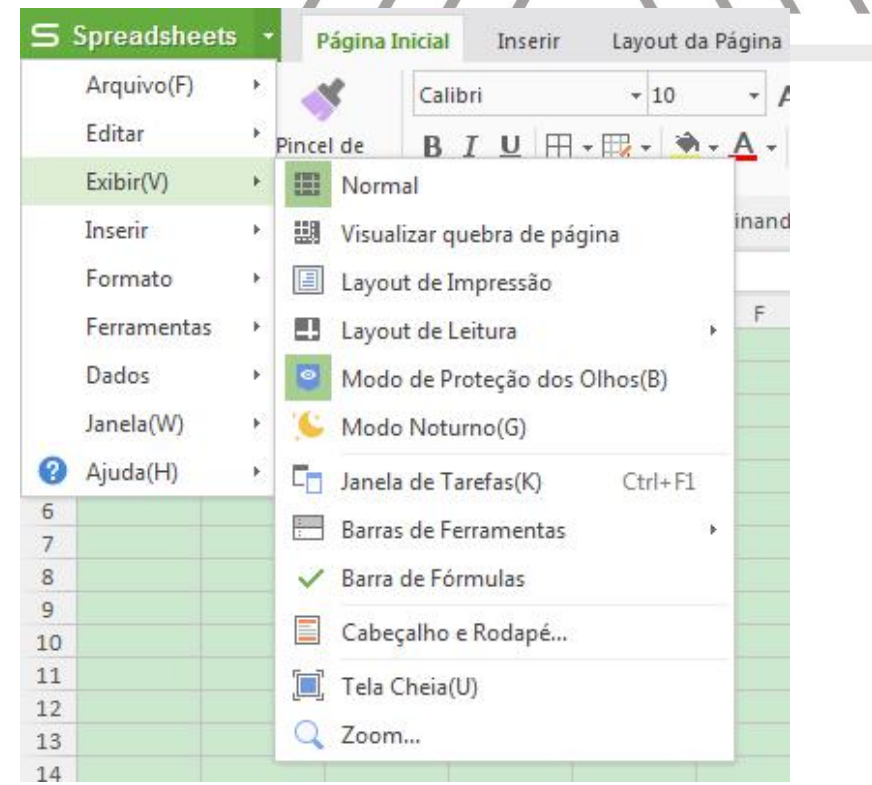 Spreadsheets
Página Inicial Inserir Layout da Página
Arquivo(F)
Editar
Exibir(V)
Inserir
Formato
Ferramentas
Dados
Janela(W)
Ajuda(H)
Calibri 10
Pincel de B I U A
Normal
Visualizar quebra de página
Layout de Impressão
Layout de Leitura
Modo de Proteção dos Olhos(B)
Modo Noturno(G)
Janela de Tarefas(K) Ctrl+F1
Barras de Ferramentas
Barra de Fórmulas
Cabeçalho e Rodapé...
Tela Cheia(U)
Zoom...
F
6
7
8
9
10
11
12
13
14